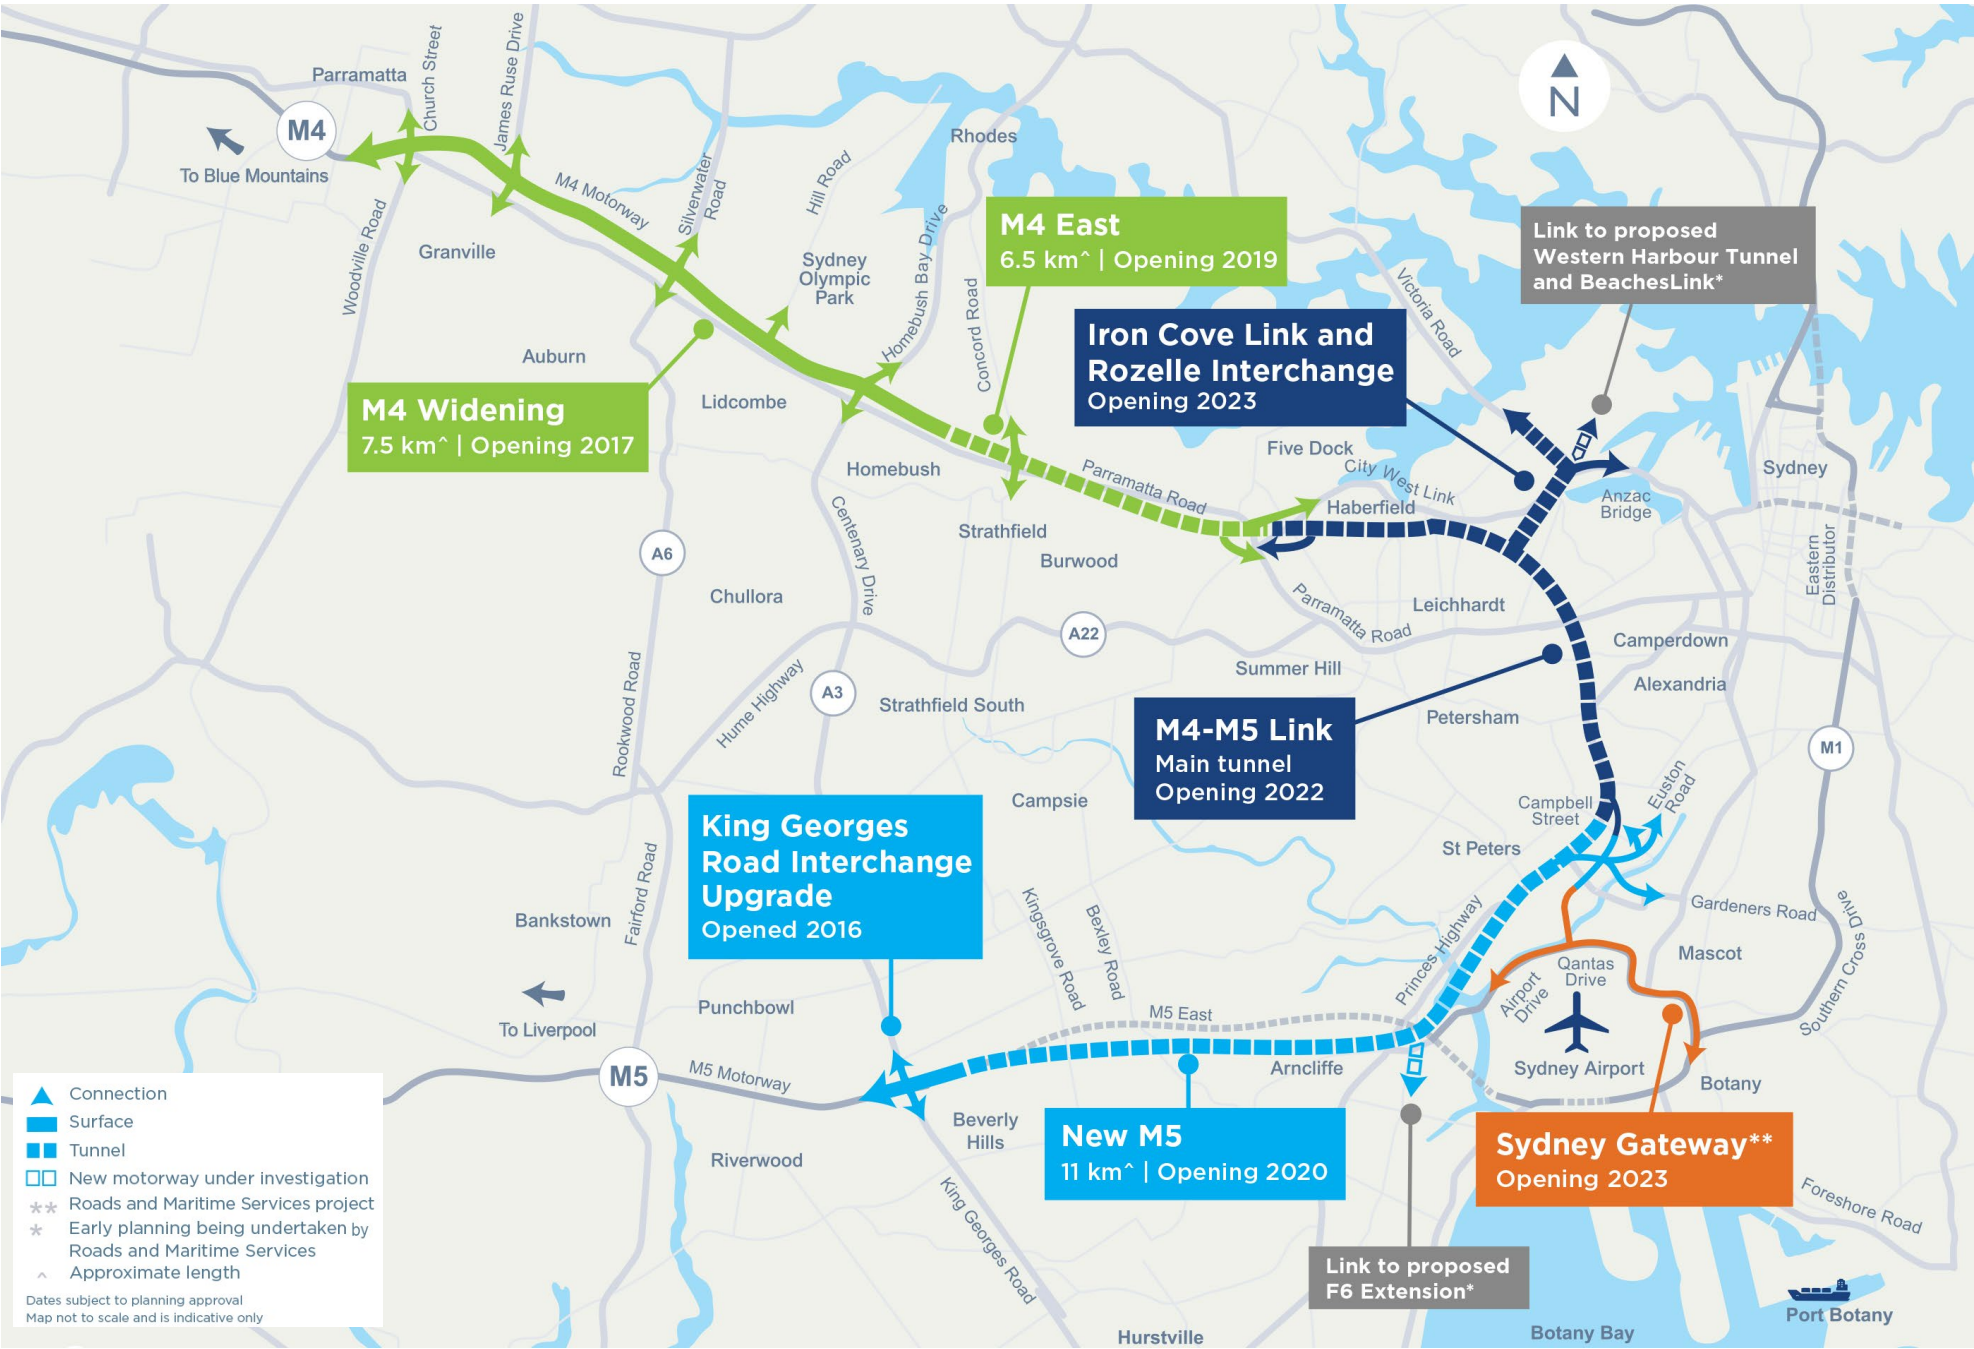 Parramatta
Church Street
James Ruse Drive
M4
To Blue Mountains
N
Rhodes
M4 Motorway
Silverwater
Road
Hill Road
Woodville Road
Granville
Sydney
Olympic
Park
Homebush Bay Drive
Concord Road
M4 East
6.5 km^ | Opening 2019
Link to proposed
Western Harbour Tunnel
and BeachesLink*
Victoria Road
Iron Cove Link and
Rozelle Interchange
Opening 2023
Auburn
Lidcombe
M4 Widening
7.5 km^ | Opening 2017
Homebush
Five Dock
City West Link
Parramatta Road
Haberfield
Anzac
Bridge
Sydney
Strathfield
Burwood
Centenary Drive
A6
Chullora
A22
Parramatta Road
Leichhardt
Eastern
Distributor
Camperdown
Summer Hill
Alexandria
Rookwood Road
Hume Highway
A3
Strathfield South
Petersham
M4-M5 Link
Main tunnel
Opening 2022
M1
Campsie
Campbell
Street
Euston
Road
King Georges
Road Interchange
Upgrade
Opened 2016
St Peters
Bankstown
Fairford Road
Kingsgrove Road
Bexley Road
Princes Highway
Gardeners Road
Mascot
Southern Cross Drive
Qantas
Drive
Airport
Drive
Punchbowl
To Liverpool
M5 East
M5
M5 Motorway
Arncliffe
Sydney Airport
Botany
Beverly
Hills
New M5
11 km^ | Opening 2020
Sydney Gateway**
Opening 2023
Riverwood
King Georges Road
Foreshore Road
Link to proposed
F6 Extension*
Port Botany
Botany Bay
Hurstville
Connection
Surface
Tunnel
New motorway under investigation
** Roads and Maritime Services project
* Early planning being undertaken by
Roads and Maritime Services
^ Approximate length
Dates subject to planning approval
Map not to scale and is indicative only